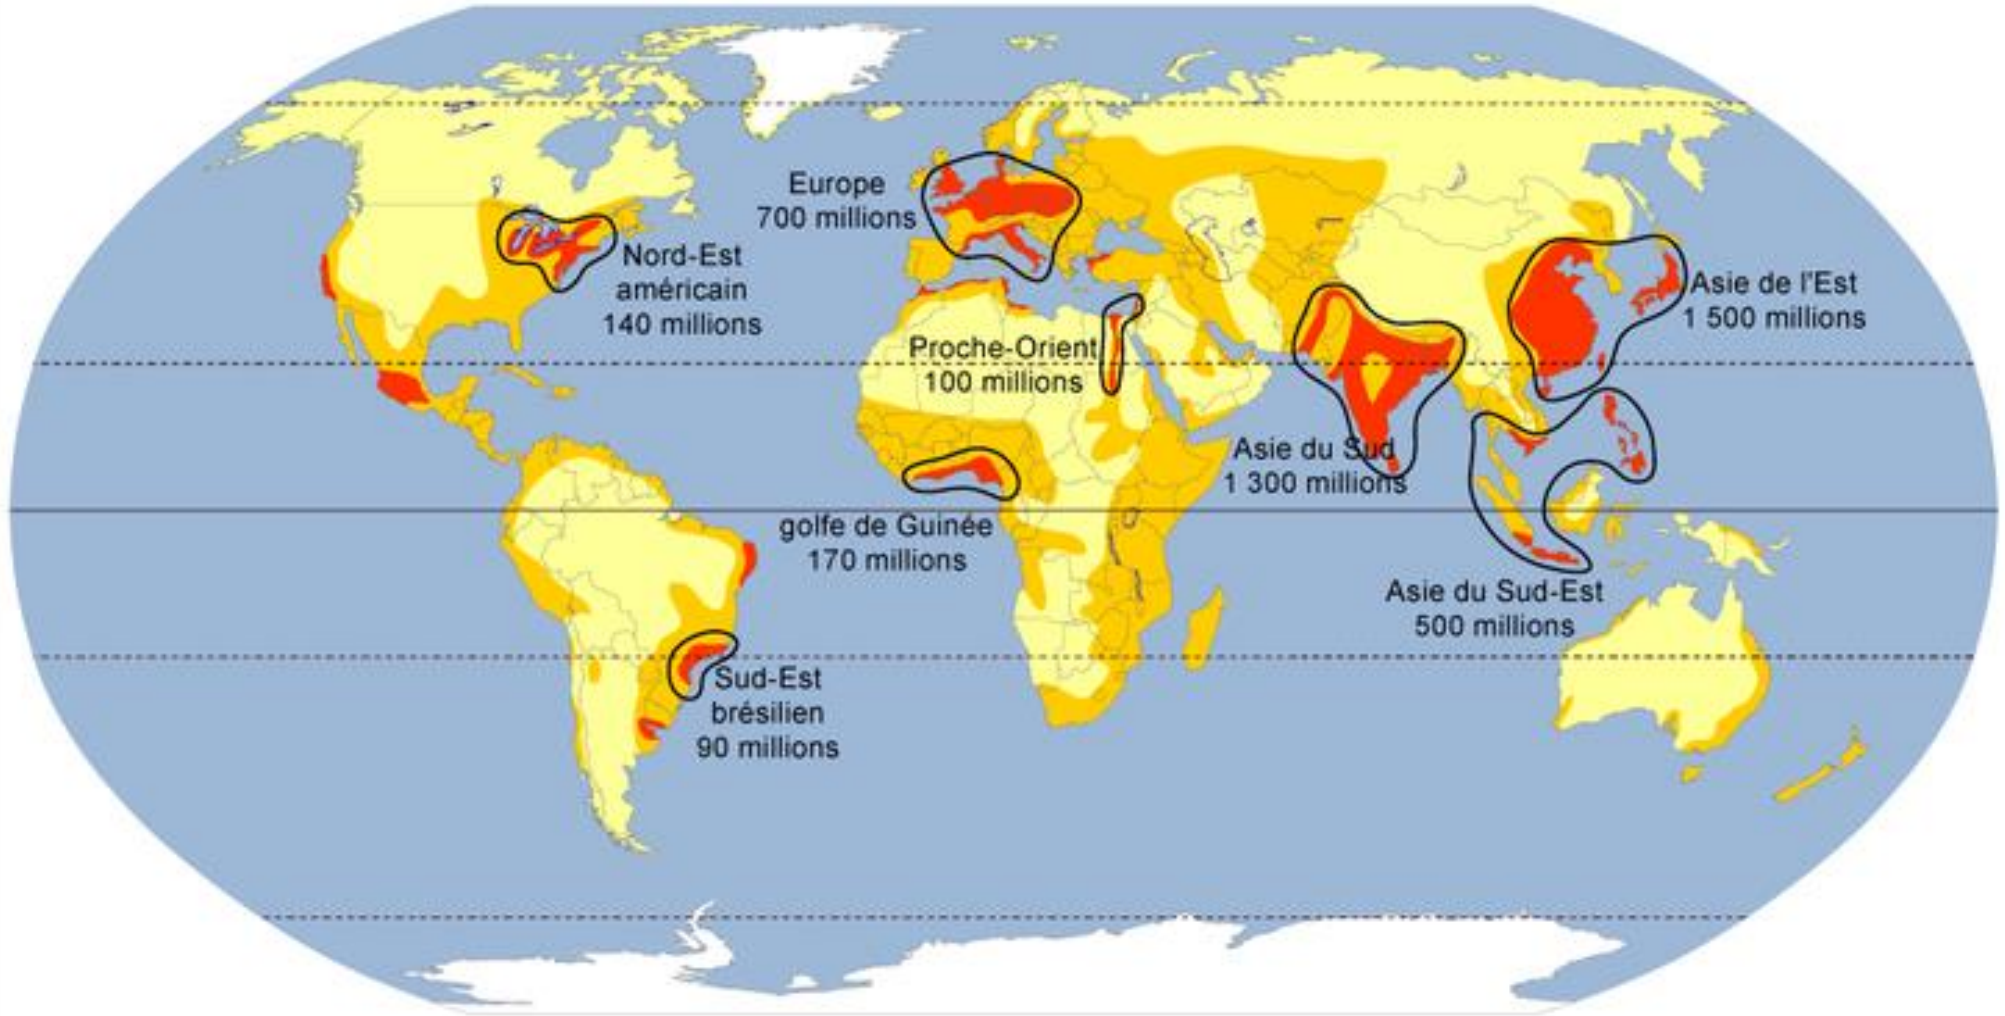 Europe
700 millions
Nord-Est
américain
140 millions
Proche-Orient
100 millions
Asie de l'Est
1 500 millions
Asie du Sud
1 300 millions
golfe de Guinée
170 millions
Asie du Sud-Est
500 millions
Sud-Est
brésilien
90 millions